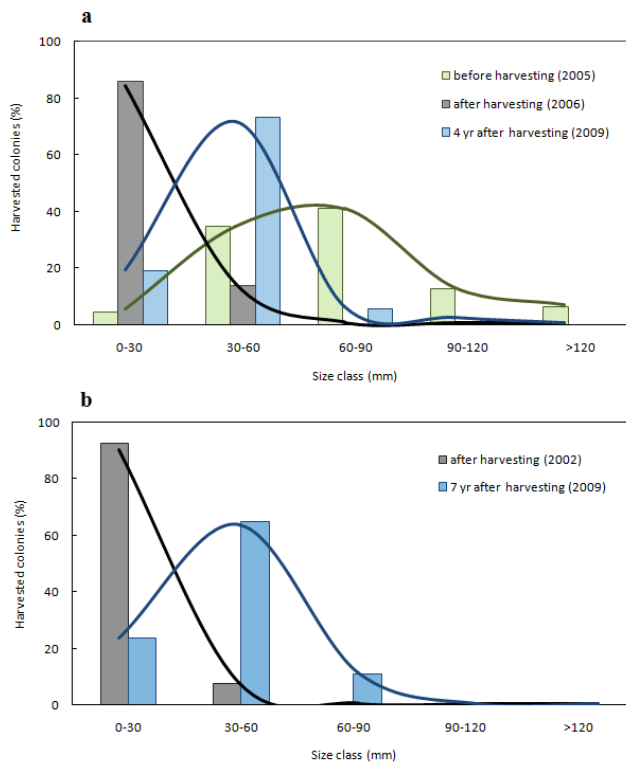 a
100
80
60
40
20
0
Harvested colonies (%)
before harvesting (2005)
after harvesting (2006)
4 yr after harvesting (2009)
0-30 30-60 60-90 90-120 >120
Size class (mm)
b
100
80
60
40
20
0
Harvested colonies (%)
after harvesting (2002)
7 yr after harvesting (2009)
0-30 30-60 60-90 90-120 >120
Size class (mm)